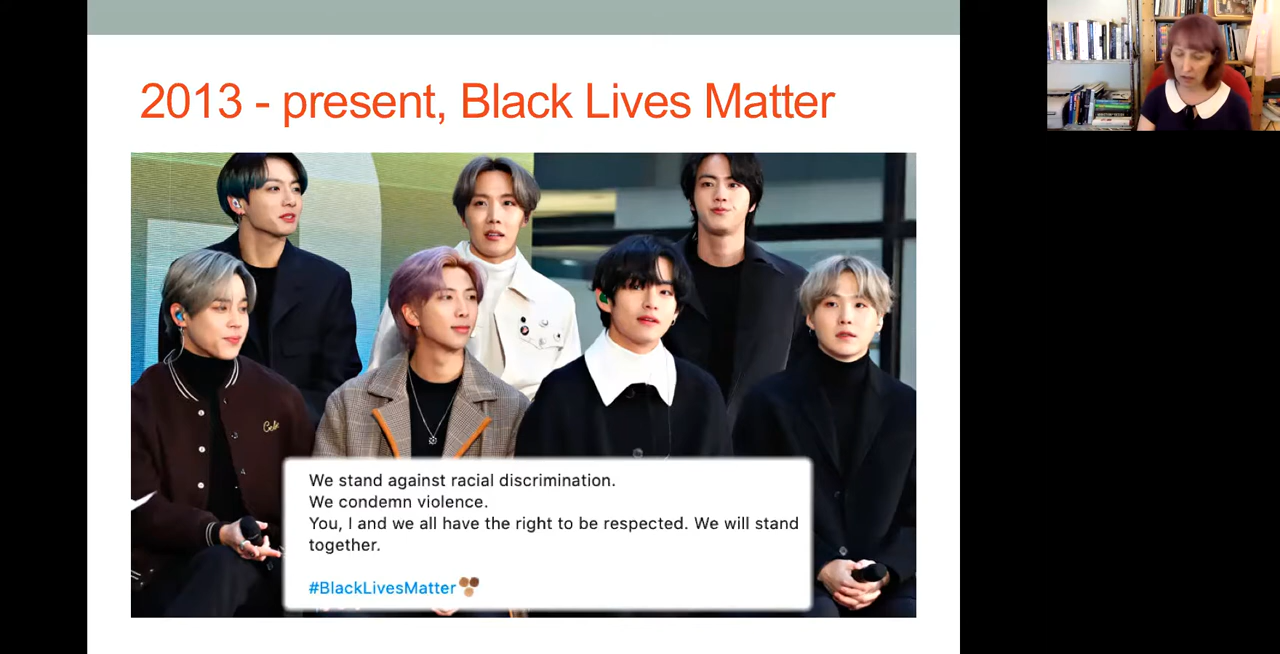 2013 - present, Black Lives Matter
We stand against racial discrimination.
We condemn violence.
You, I and we all have the right to be respected. We will stand
together.
#BlackLivesMatter